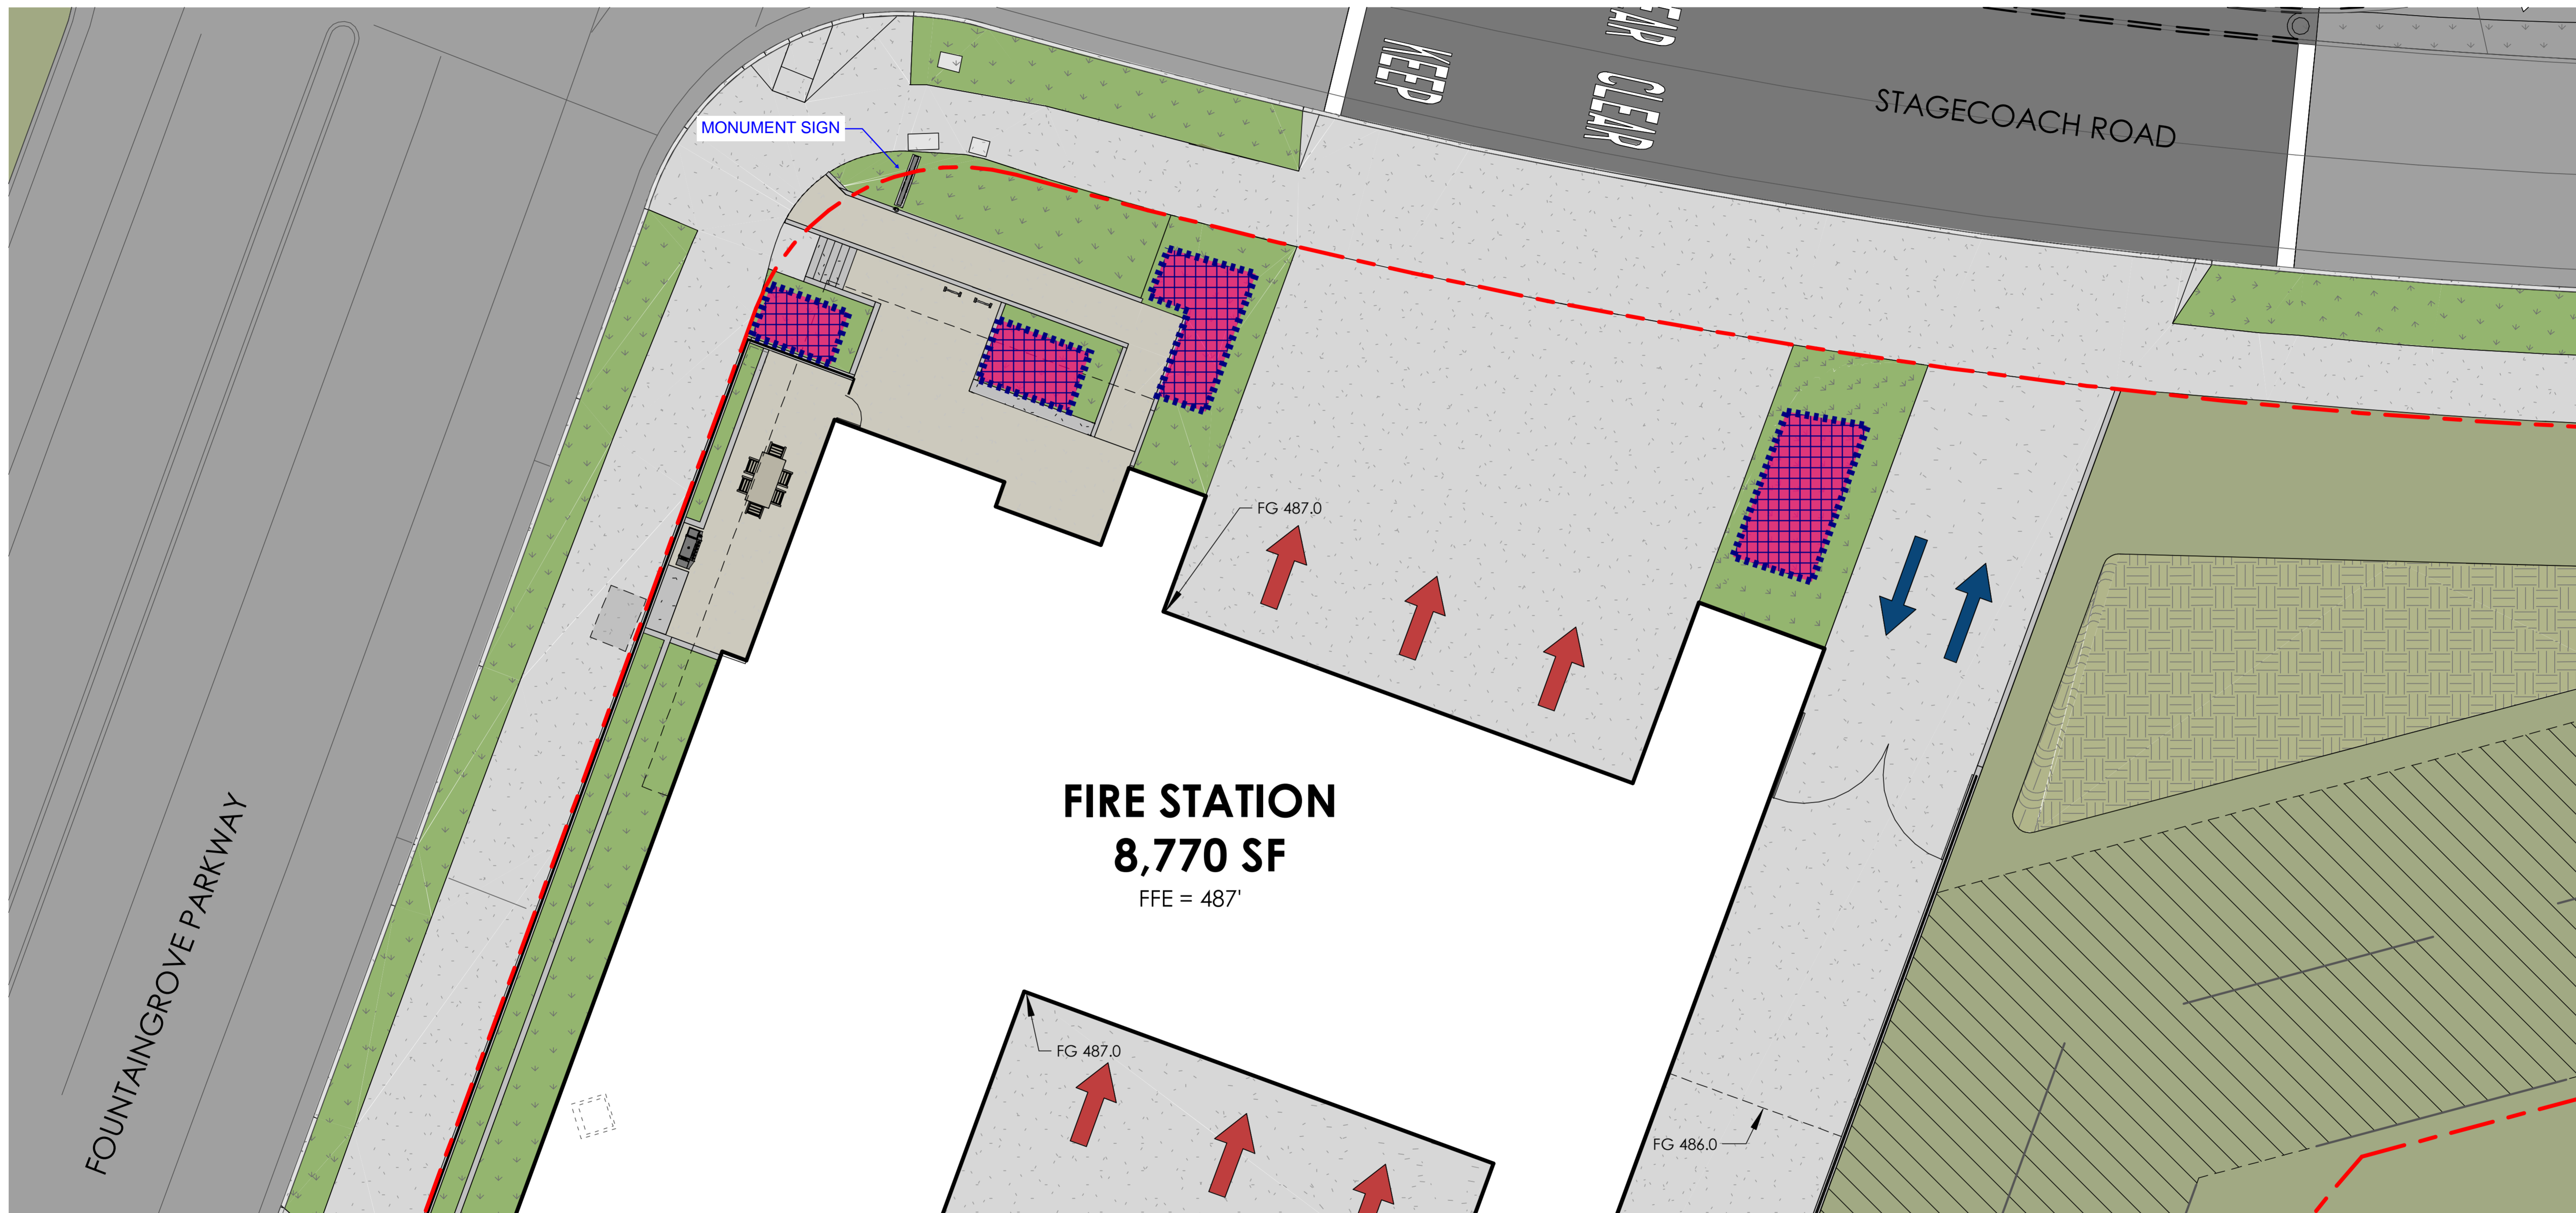 KEEP
EAR
CLEAR
STAGECOACH ROAD
MONUMENT SIGN
FG 487.0
FIRE STATION
8,770 SF
FFE = 487'
FOUNTAINGROVE PARKWAY
FG 487.0
FG 486.0